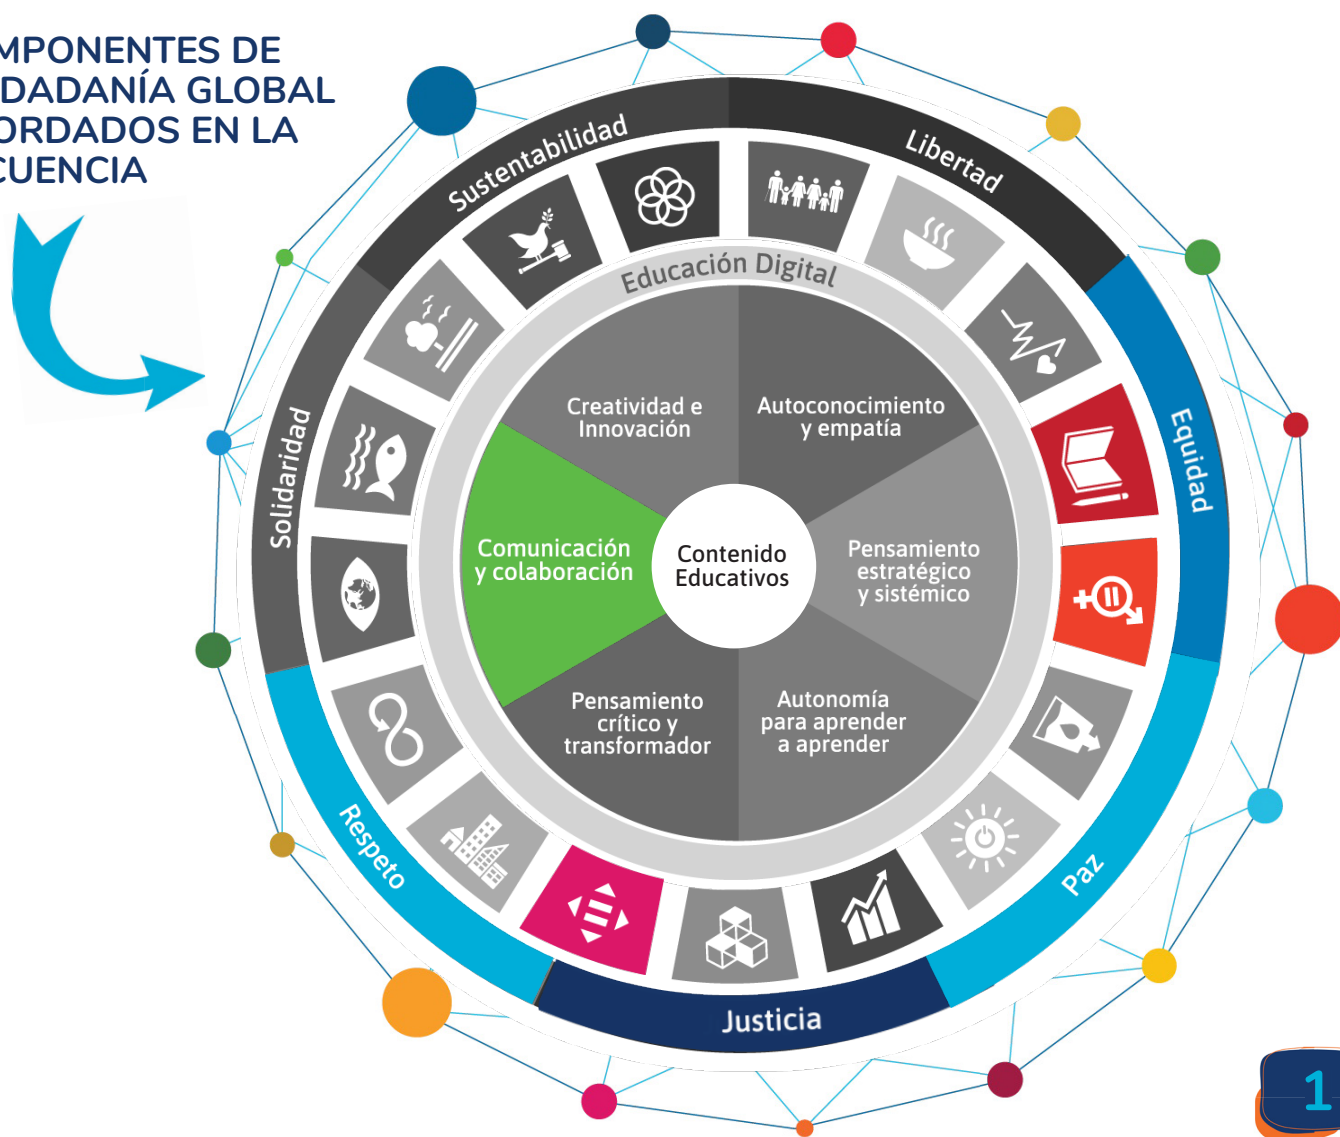 MPONENTES DE
DADANÍA GLOBAL
ORDADOS EN LA
CUENCIA
Sustentabilidad
Libertad
Equidad
Paz
Justicia
Respeto
Solidaridad
Educación Digital
Creatividad e
Innovación
Autoconocimiento
y empatía
Comunicación
y colaboración
Contenido
Educativos
Pensamiento
estratégico
y sistémico
Pensamiento
crítico y
transformador
Autonomía
para aprender
a aprender
1